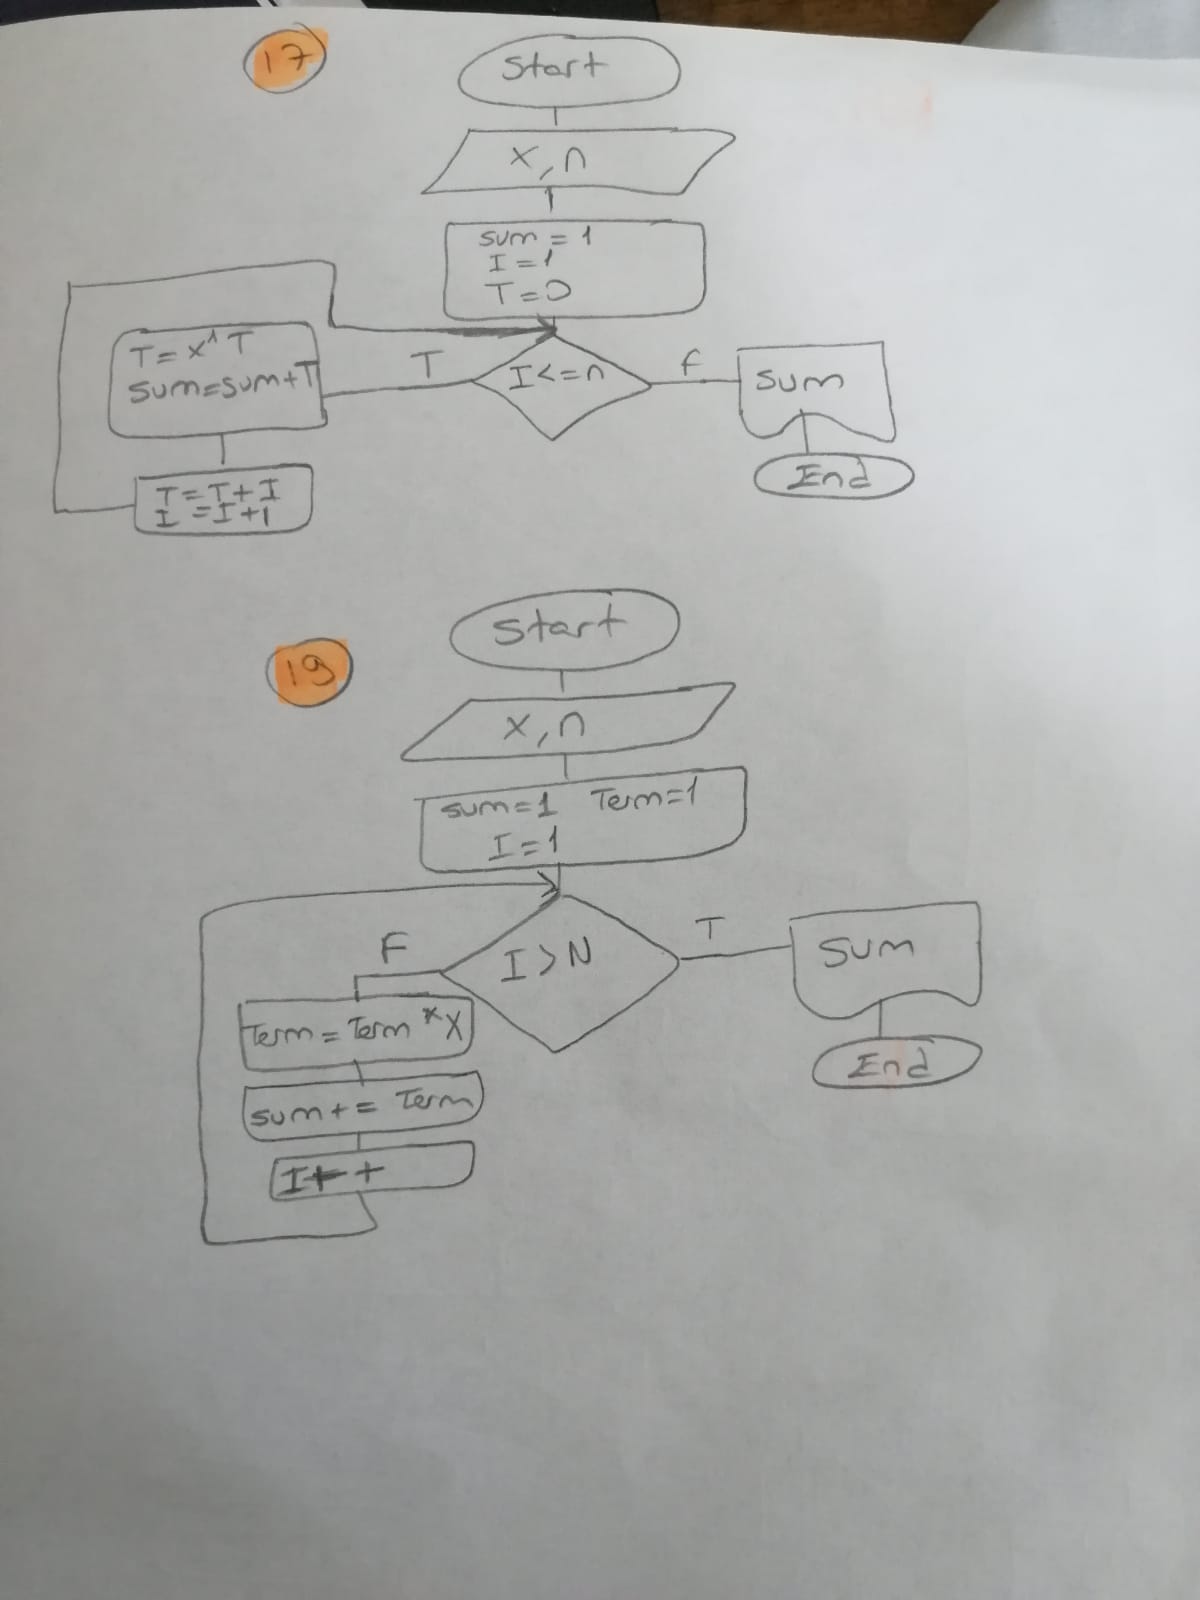 17
Start
x, n
sum = 1
I = 1
T = 0
I <= n
T
F
T = x^T
sum = sum + T
T = T + I
I = I + 1
sum
End
19
Start
x, n
sum = 1 Term = 1
I = 1
I > N
F
T
Term = Term * X
sum += Term
I++
sum
End